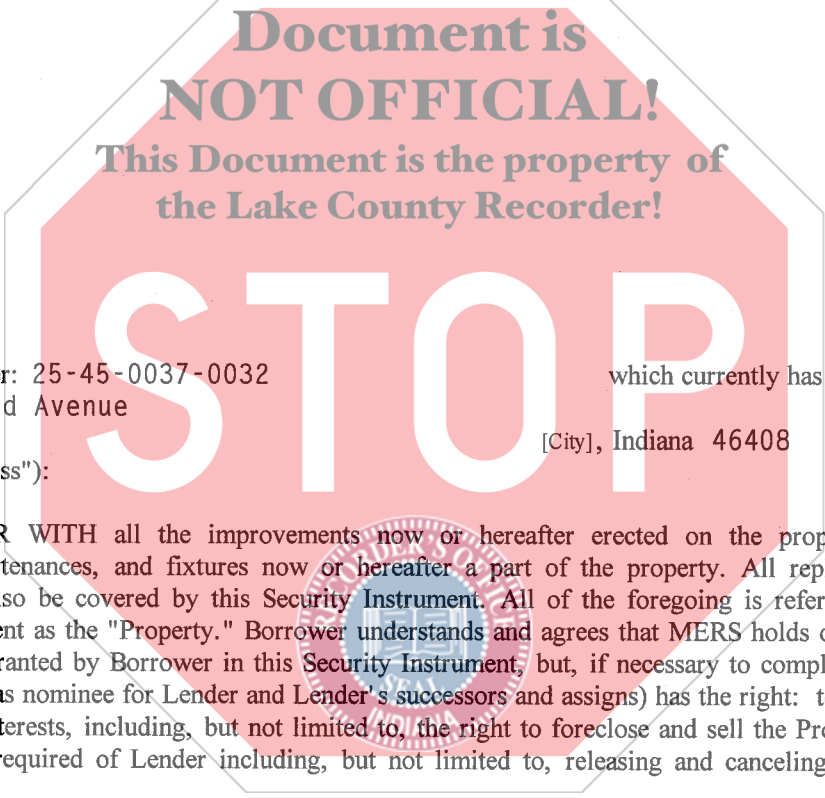 Document is
NOT OFFICIAL!
This Document is the property of
the Lake County Recorder!
STOP
r: 25-45-0037-0032 which currently has
d Avenue
[City], Indiana 46408
ss"):
R WITH all the improvements now or hereafter erected on the prop
tenances, and fixtures now or hereafter a part of the property. All rep
so be covered by this Security Instrument. All of the foregoing is refer
ent as the "Property." Borrower understands and agrees that MERS holds o
ranted by Borrower in this Security Instrument, but, if necessary to compl
as nominee for Lender and Lender's successors and assigns) has the right: t
terests, including, but not limited to, the right to foreclose and sell the Pro
required of Lender including, but not limited to, releasing and canceling
RECORDER'S OFFICE
SEAL
INDIANA